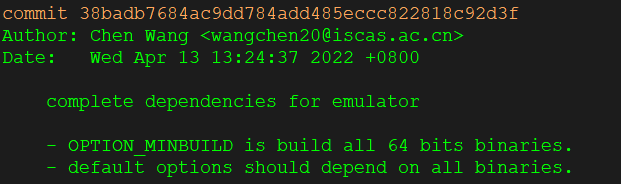 commit 38badb7684ac9dd784add485eccc822818c92d3f
Author: Chen Wang <wangchen20@iscas.ac.cn>
Date:   Wed Apr 13 13:24:37 2022 +0800
complete dependencies for emulator
- OPTION_MINBUILD is build all 64 bits binaries.
- default options should depend on all binaries.